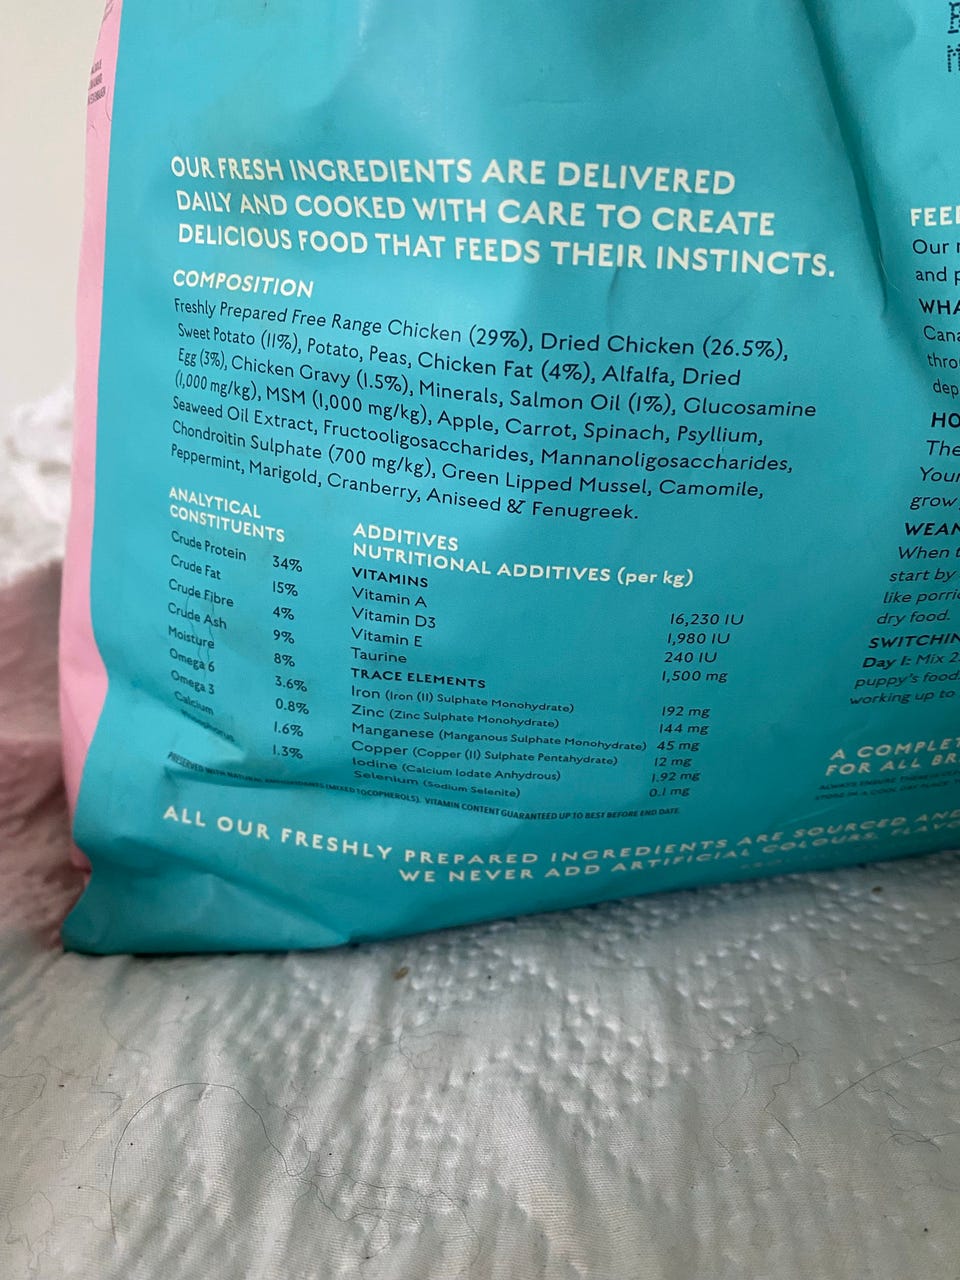 OUR FRESH INGREDIENTS ARE DELIVERED
DAILY AND COOKED WITH CARE TO CREATE
DELICIOUS FOOD THAT FEEDS THEIR INSTINCTS.
COMPOSITION
Freshly Prepared Free Range Chicken (29%), Dried Chicken (26.5%),
Sweet Potato (11%), Potato, Peas, Chicken Fat (4%), Alfalfa, Dried
Egg (3%), Chicken Gravy (1.5%), Minerals, Salmon Oil (1%), Glucosamine
(1,000 mg/kg), MSM (1,000 mg/kg), Apple, Carrot, Spinach, Psyllium,
Seaweed Oil Extract, Fructooligosaccharides, Mannanoligosaccharides,
Chondroitin Sulphate (700 mg/kg), Green Lipped Mussel, Camomile,
Peppermint, Marigold, Cranberry, Aniseed & Fenugreek.
ANALYTICAL
CONSTITUENTS
Crude Protein 34%
Crude Fat 15%
Crude Fibre 4%
Crude Ash 9%
Moisture 8%
Omega 6 3.6%
Omega 3 0.8%
Calcium 1.6%
Phosphorus 1.3%
ADDITIVES
NUTRITIONAL ADDITIVES (per kg)
VITAMINS
Vitamin A 16,230 IU
Vitamin D3 1,980 IU
Vitamin E 240 IU
Taurine 1,500 mg
TRACE ELEMENTS
Iron (Iron (II) Sulphate Monohydrate) 192 mg
Zinc (Zinc Sulphate Monohydrate) 144 mg
Manganese (Manganous Sulphate Monohydrate) 45 mg
Copper (Copper (II) Sulphate Pentahydrate) 12 mg
Iodine (Calcium Iodate Anhydrous) 1.92 mg
Selenium (Sodium Selenite) 0.1 mg
PRESERVED WITH NATURAL ANTIOXIDANTS (MIXED TOCOPHEROLS). VITAMIN CONTENT GUARANTEED UP TO BEST BEFORE END DATE.
ALL OUR FRESHLY PREPARED INGREDIENTS ARE SOURCED AND
WE NEVER ADD ARTIFICIAL COLOURS, FLAV
FEE
Our
and
WHA
Cana
thro
dep
HO
The
Your
grow
WEAN
When t
start by
like porri
dry food.
SWITCHIN
Day 1: Mix 2
puppy's food
working up to
A COMPLET
FOR ALL BR